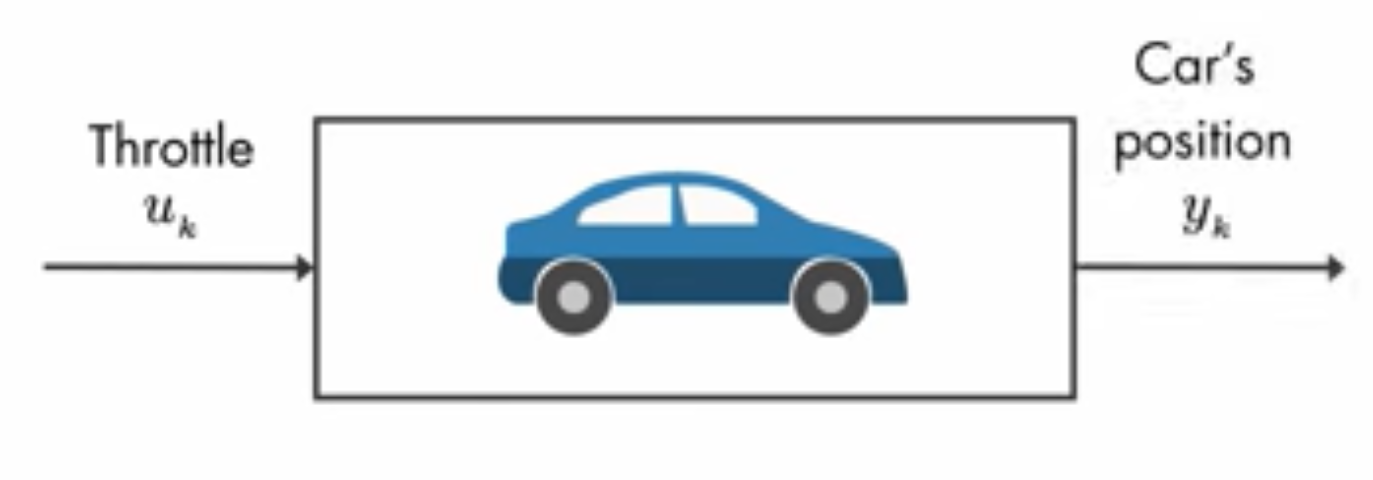 Throttle
u_k
Car's
position
y_k